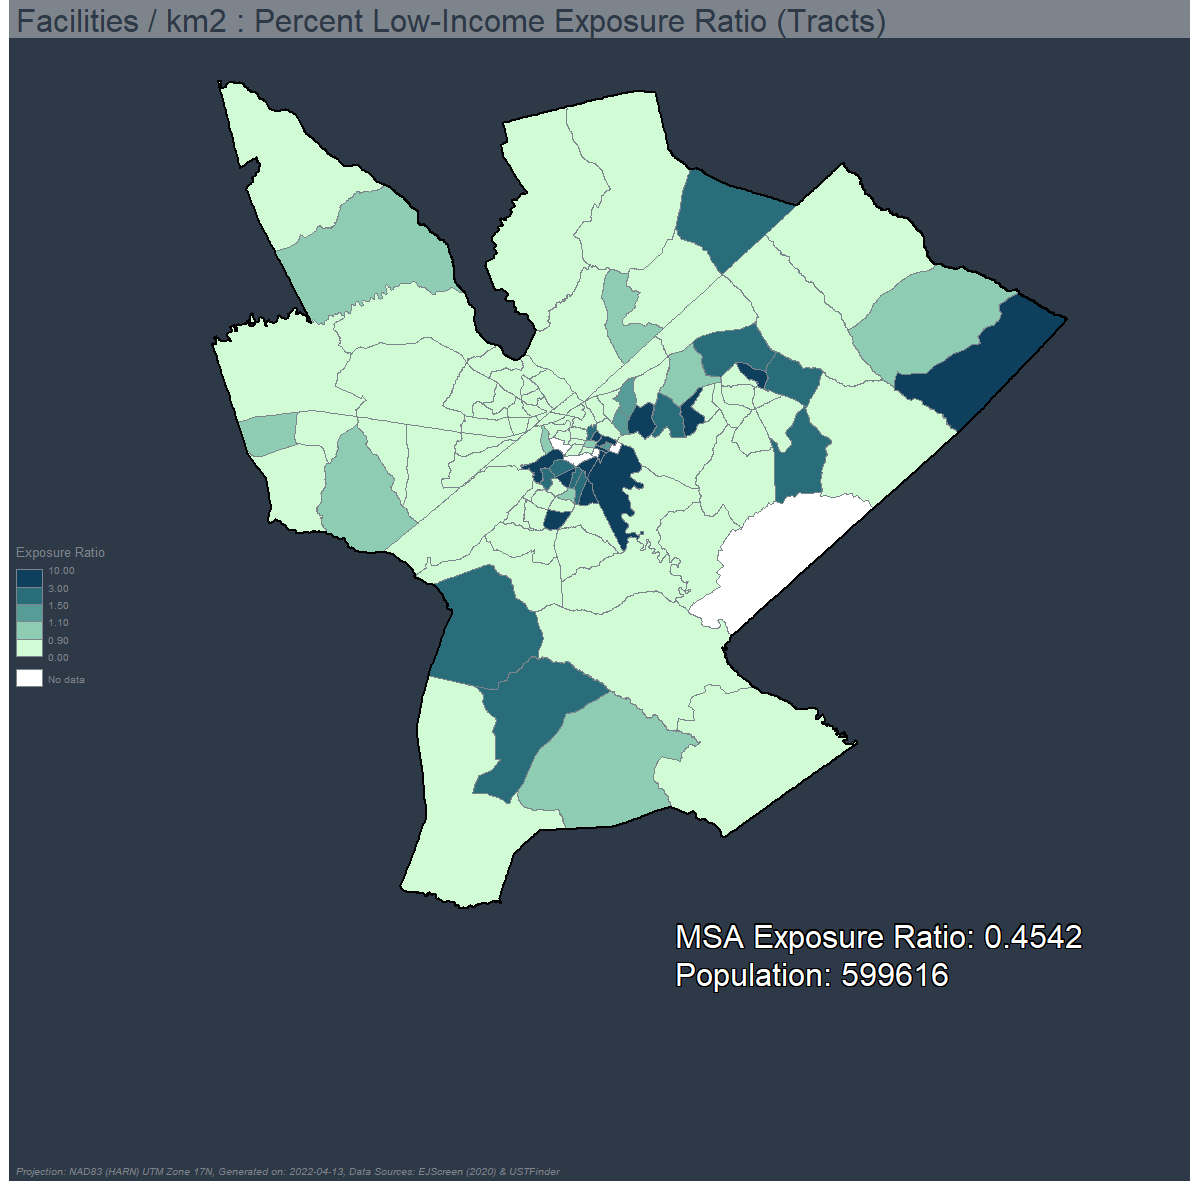 Facilities / km2 : Percent Low-Income Exposure Ratio (Tracts)
Exposure Ratio
10.00
3.00
1.50
1.10
0.90
0.00
No data
MSA Exposure Ratio: 0.4542
Population: 599616
Projection: NAD83 (HARN) UTM Zone 17N, Generated on: 2022-04-13, Data Sources: EJScreen (2020) & USTFinder